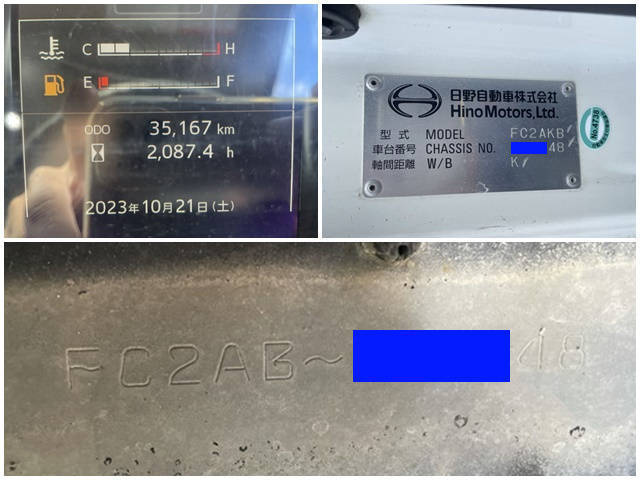 C H
E F
ODO 35,167 km
2,087.4 h
2023年10月21日(土)
日野自動車株式会社
Hino Motors, Ltd.
型式 MODEL FC2AKB
車台番号 CHASSIS NO. 48
軸間距離 W/B K
No.4738
FC2AB~ 48